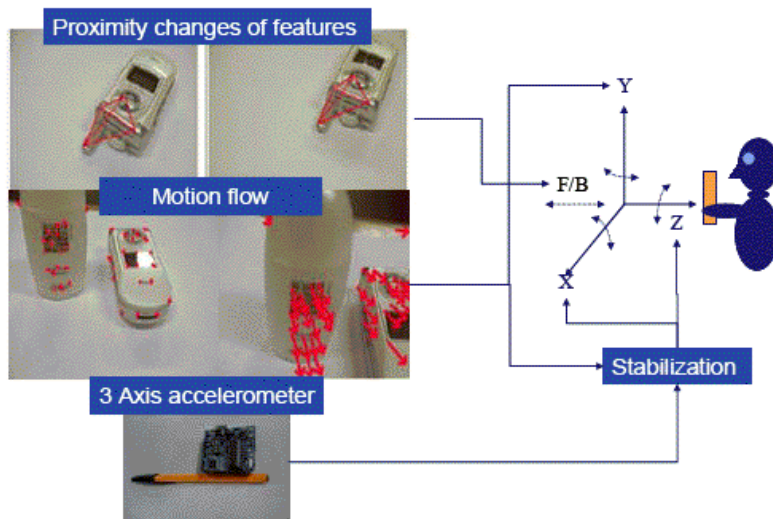 Proximity changes of features
Y
F/B
Motion flow
Z
X
Stabilization
3 Axis accelerometer